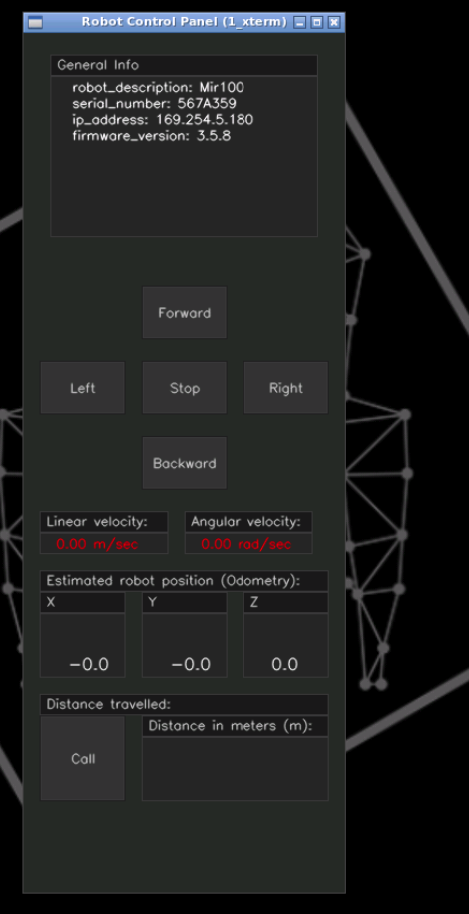 Robot Control Panel (1_xterm)
General Info
robot_description: Mir100
serial_number: 567A359
ip_address: 169.254.5.180
firmware_version: 3.5.8
Forward
Left Stop Right
Backward
Linear velocity: Angular velocity:
0.00 m/sec 0.00 rad/sec
Estimated robot position (Odometry):
X Y Z
−0.0 −0.0 0.0
Distance travelled:
Distance in meters (m):
Call